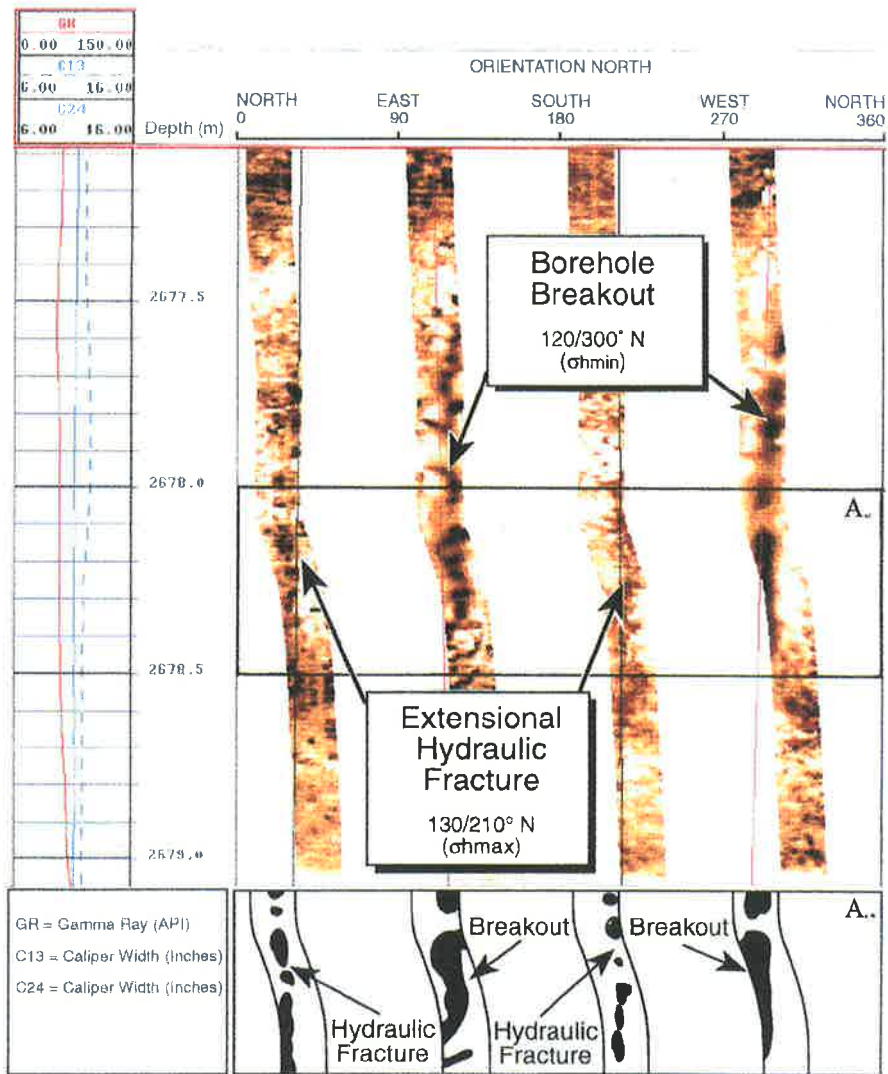 GR
0.00 150.00
C13
6.00 16.00
C24
6.00 16.00
Depth (m)
ORIENTATION NORTH
NORTH EAST SOUTH WEST NORTH
0 90 180 270 360
Borehole
Breakout
120/300° N
(σhmin)
2677.5
2678.0
A.
2678.5
Extensional
Hydraulic
Fracture
130/210° N
(σhmax)
2679.0
GR = Gamma Ray (API)
C13 = Caliper Width (Inches)
C24 = Caliper Width (Inches)
A..
Breakout
Breakout
Hydraulic
Fracture
Hydraulic
Fracture